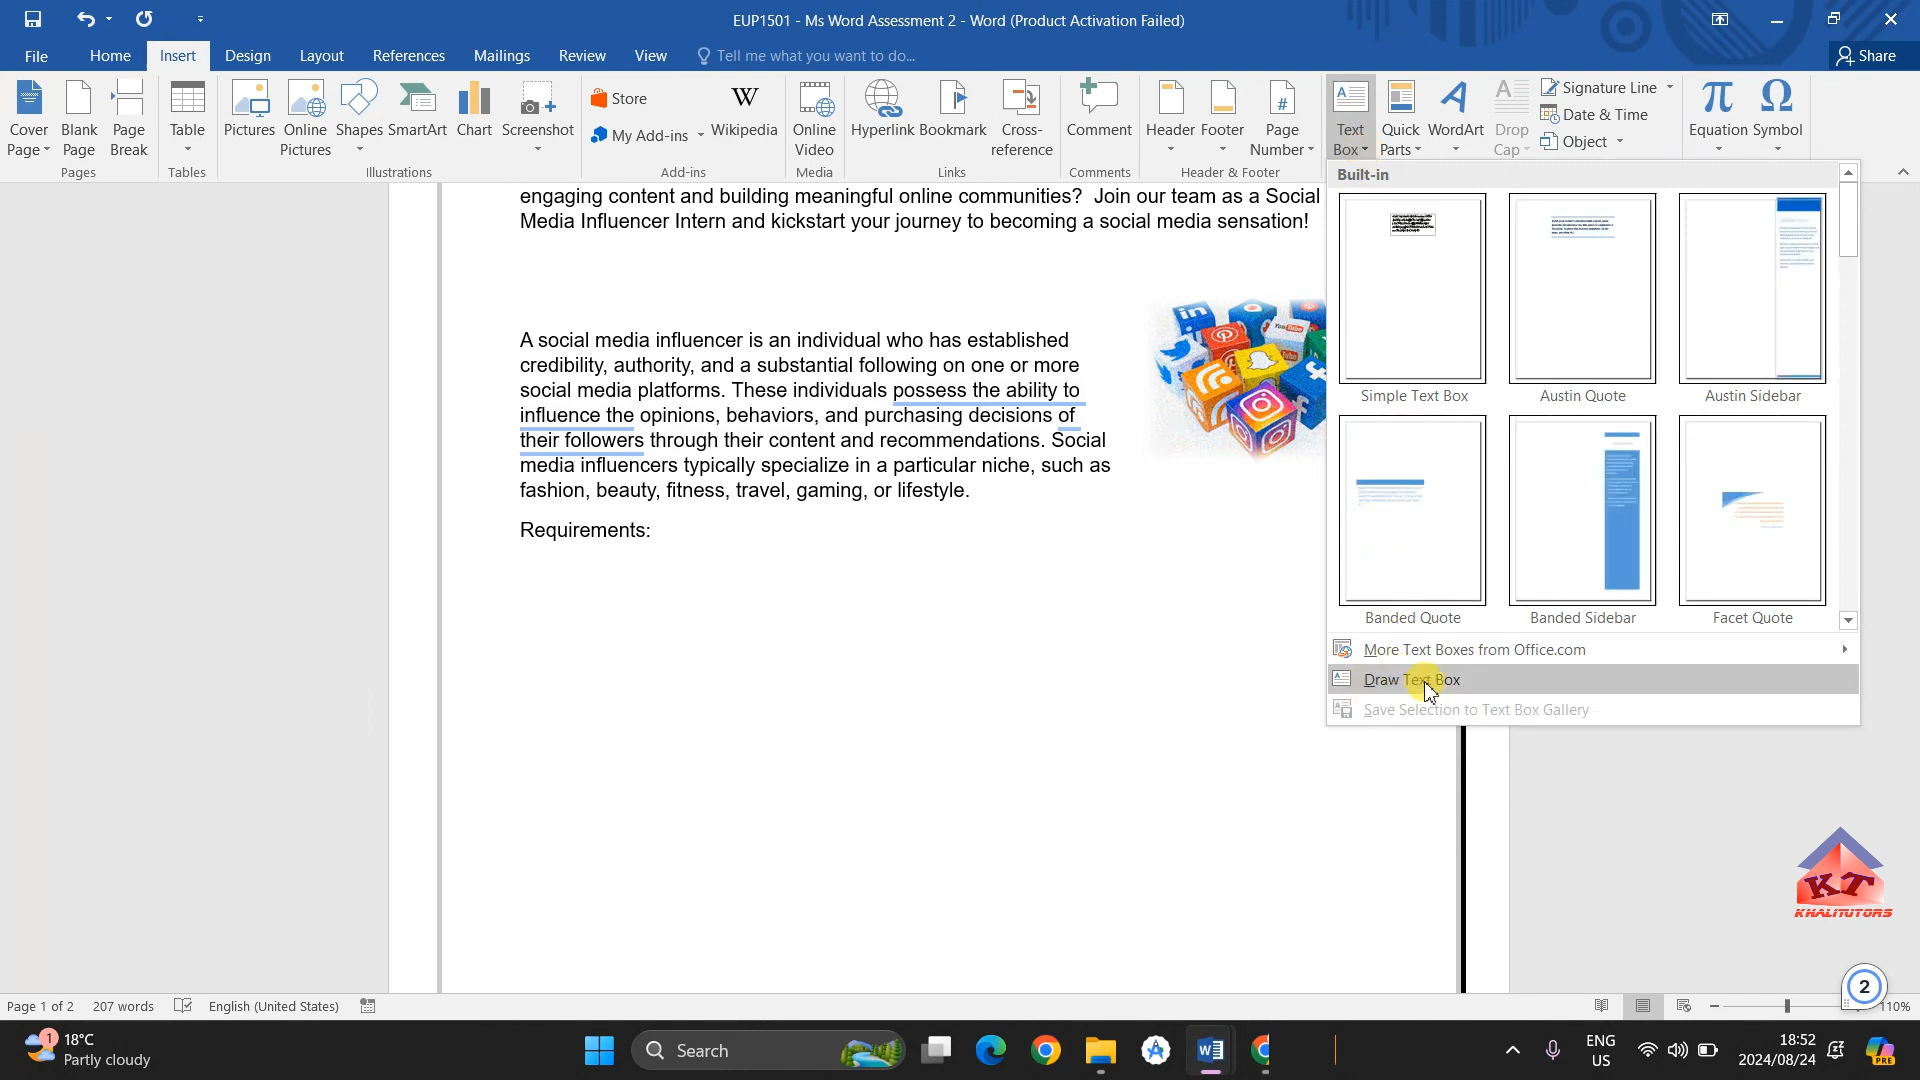 EUP1501 - Ms Word Assessment 2 - Word (Product Activation Failed)
File Home Insert Design Layout References Mailings Review View Tell me what you want to do... Share
Cover Page
Blank Page
Page Break
Pages
Table
Tables
Pictures
Online Pictures
Shapes
SmartArt
Chart
Screenshot
Illustrations
Store
My Add-ins
Wikipedia
Add-ins
Online Video
Media
Hyperlink
Bookmark
Cross-reference
Links
Comment
Comments
Header
Footer
Page Number
Header & Footer
Text Box
Quick Parts
WordArt
Drop Cap
Signature Line
Date & Time
Object
Equation
Symbol
engaging content and building meaningful online communities? Join our team as a Social
Media Influencer Intern and kickstart your journey to becoming a social media sensation!
A social media influencer is an individual who has established
credibility, authority, and a substantial following on one or more
social media platforms. These individuals possess the ability to
influence the opinions, behaviors, and purchasing decisions of
their followers through their content and recommendations. Social
media influencers typically specialize in a particular niche, such as
fashion, beauty, fitness, travel, gaming, or lifestyle.
Requirements:
Built-in
Simple Text Box
Austin Quote
Austin Sidebar
Banded Quote
Banded Sidebar
Facet Quote
More Text Boxes from Office.com
Draw Text Box
Save Selection to Text Box Gallery
KT
KHALITUTORS
2
Page 1 of 2 207 words English (United States) 110%
1
18°C
Partly cloudy
Search
ENG
US
18:52
2024/08/24
PRE